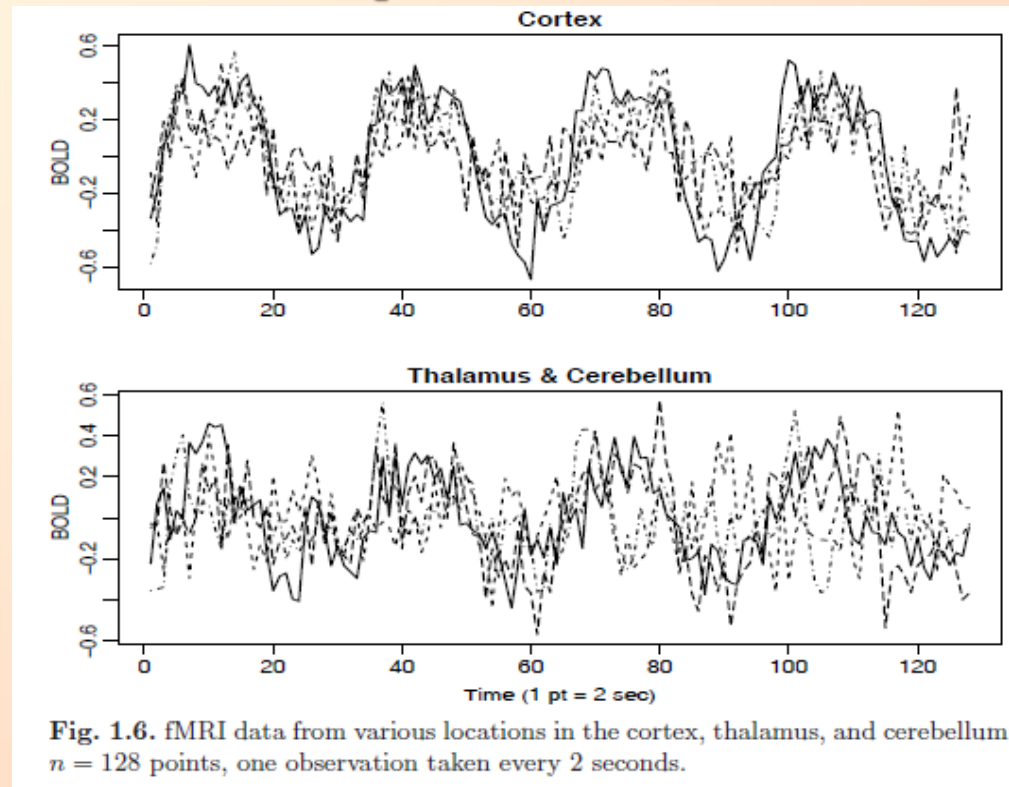 Cortex
0.6
0.2
-0.2
-0.6
BOLD
0 20 40 60 80 100 120
Thalamus & Cerebellum
0.6
0.4
0.2
-0.2
-0.6
BOLD
0 20 40 60 80 100 120
Time (1 pt = 2 sec)
Fig. 1.6. fMRI data from various locations in the cortex, thalamus, and cerebellum
n = 128 points, one observation taken every 2 seconds.